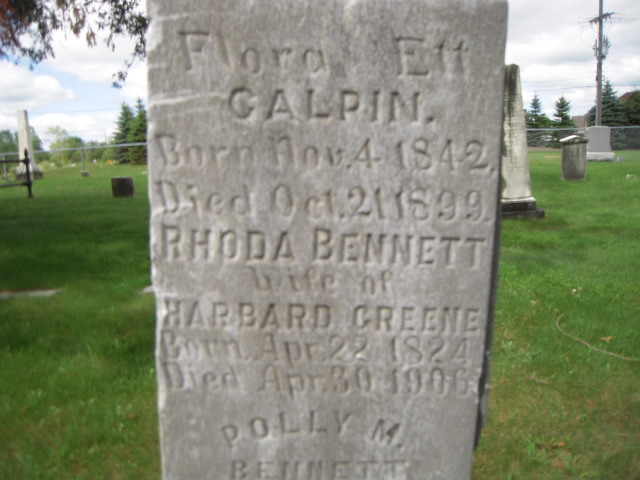 Flora Ett
GALPIN.
Born Nov. 4 1842.
Died Oct. 21 1899.
RHODA BENNETT
Wife of
HARBARD GREENE
Born Apr. 22 1824
Died Apr. 30, 1906
POLLY M.
BENNETT